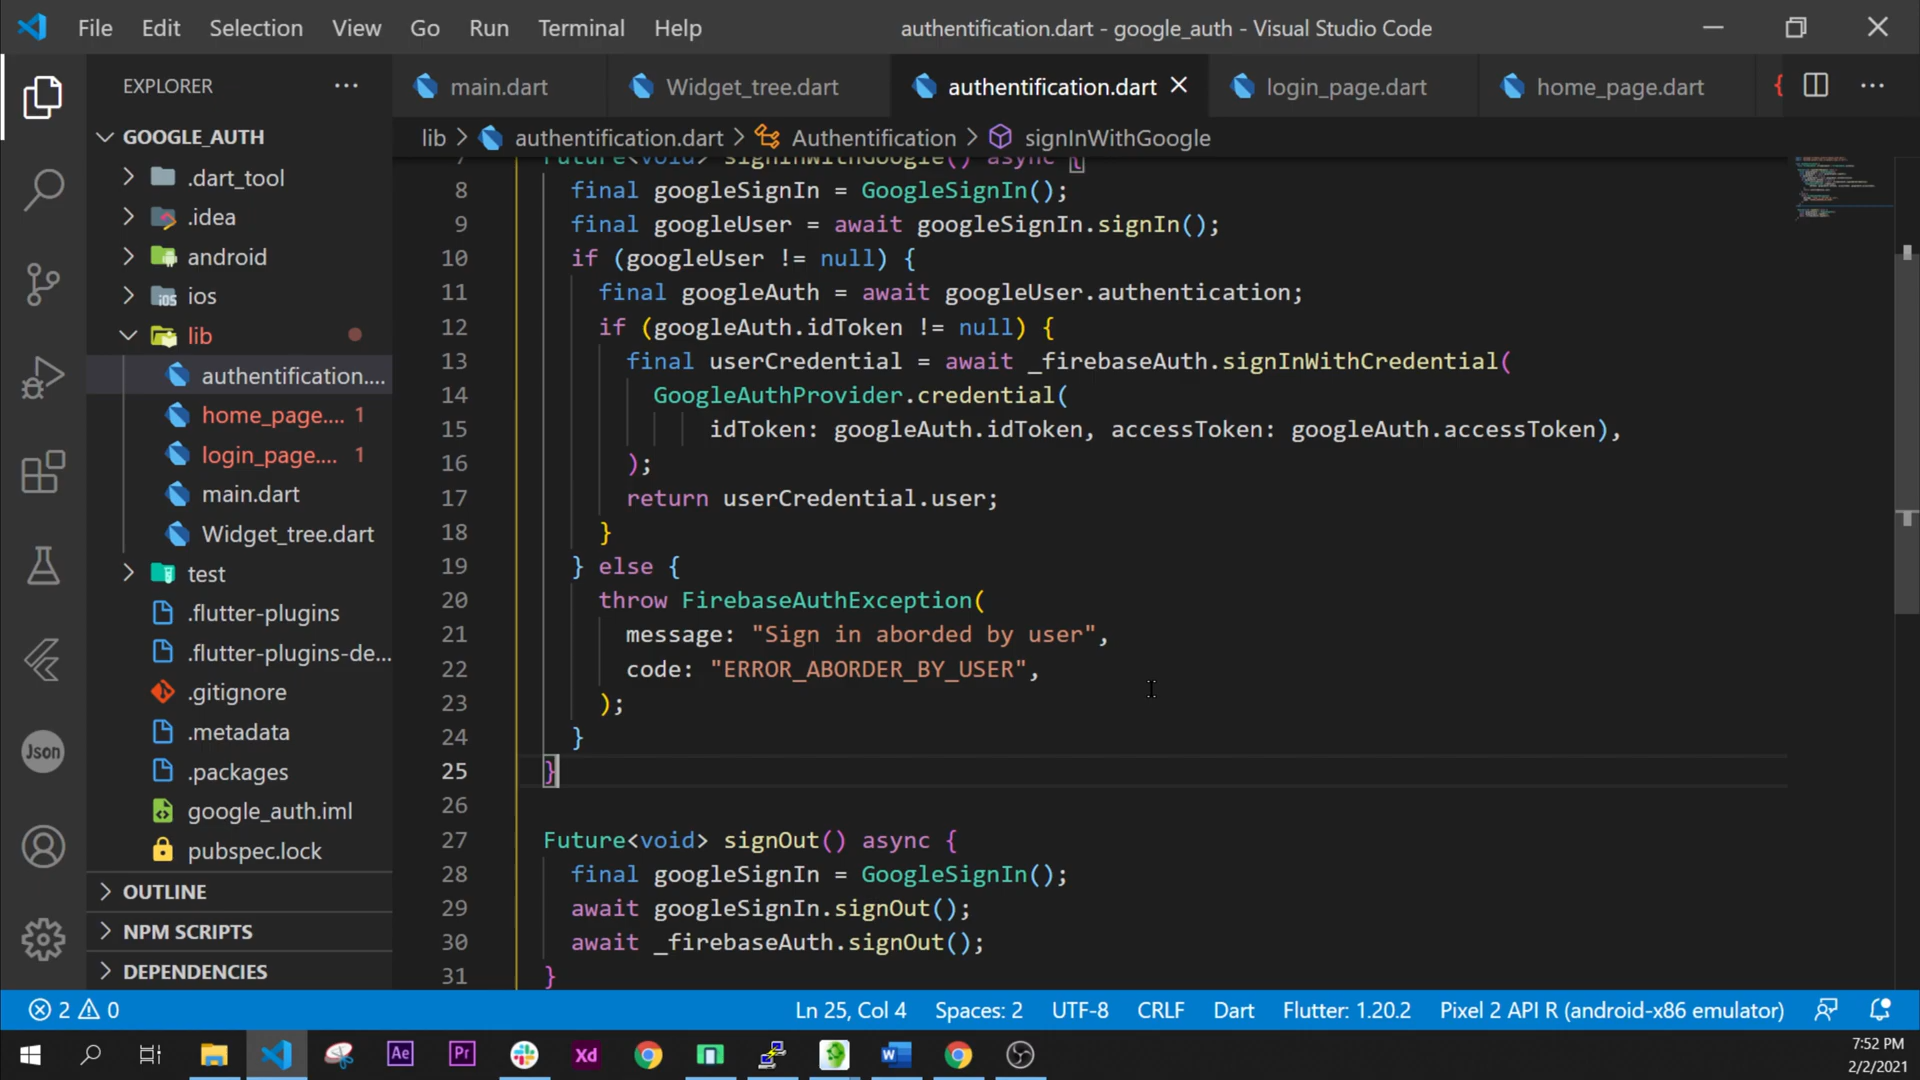 File Edit Selection View Go Run Terminal Help authentification.dart - google_auth - Visual Studio Code
EXPLORER ···
main.dart Widget_tree.dart authentification.dart login_page.dart home_page.dart {
lib > authentification.dart > Authentification > signInWithGoogle
GOOGLE_AUTH
.dart_tool
.idea
android
ios
lib
authentification....
home_page.... 1
login_page.... 1
main.dart
Widget_tree.dart
test
.flutter-plugins
.flutter-plugins-de...
.gitignore
.metadata
.packages
google_auth.iml
pubspec.lock
OUTLINE
NPM SCRIPTS
DEPENDENCIES
Json
7 Future<void> signInWithGoogle() async {
8 final googleSignIn = GoogleSignIn();
9 final googleUser = await googleSignIn.signIn();
10 if (googleUser != null) {
11 final googleAuth = await googleUser.authentication;
12 if (googleAuth.idToken != null) {
13 final userCredential = await _firebaseAuth.signInWithCredential(
14 GoogleAuthProvider.credential(
15 idToken: googleAuth.idToken, accessToken: googleAuth.accessToken),
16 );
17 return userCredential.user;
18 }
19 } else {
20 throw FirebaseAuthException(
21 message: "Sign in aborded by user",
22 code: "ERROR_ABORDER_BY_USER",
23 );
24 }
25 }
26
27 Future<void> signOut() async {
28 final googleSignIn = GoogleSignIn();
29 await googleSignIn.signOut();
30 await _firebaseAuth.signOut();
31 }
2 0 Ln 25, Col 4 Spaces: 2 UTF-8 CRLF Dart Flutter: 1.20.2 Pixel 2 API R (android-x86 emulator)
Ae Pr Xd
7:52 PM
2/2/2021